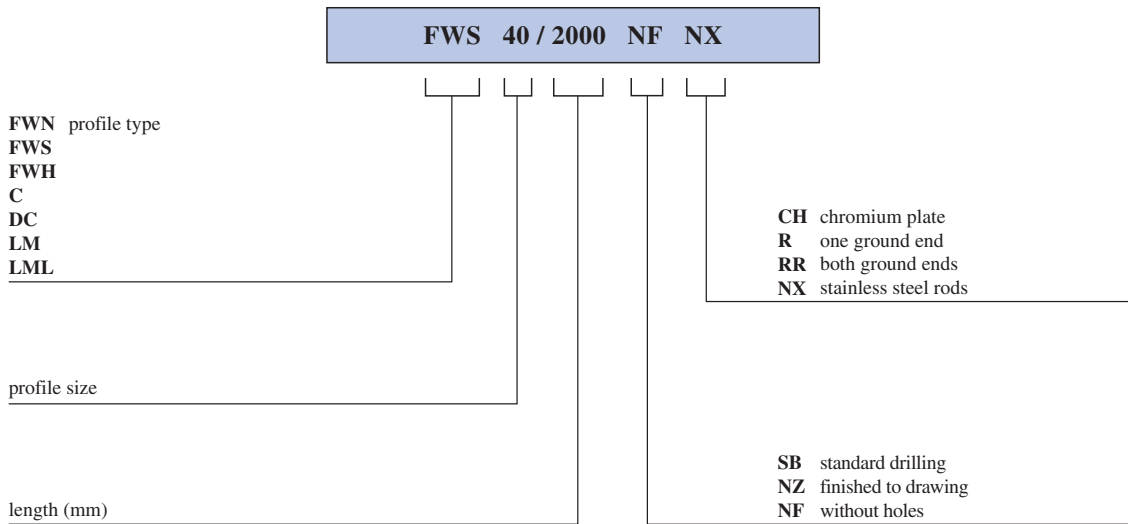 FWS 40 / 2000 NF NX
FWN profile type
FWS
FWH
C
DC
LM
LML
CH chromium plate
R one ground end
RR both ground ends
NX stainless steel rods
profile size
SB standard drilling
NZ finished to drawing
NF without holes
length (mm)